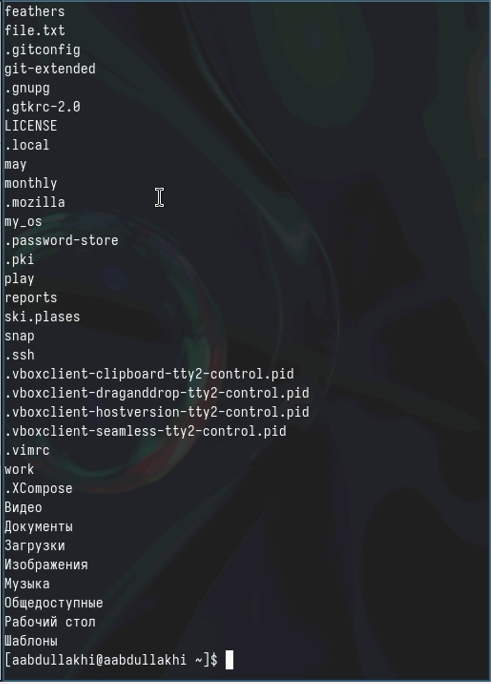 feathers
file.txt
.gitconfig
git-extended
.gnupg
.gtkrc-2.0
LICENSE
.local
may
monthly
.mozilla
my_os
.password-store
.pki
play
reports
ski.plases
snap
.ssh
.vboxclient-clipboard-tty2-control.pid
.vboxclient-draganddrop-tty2-control.pid
.vboxclient-hostversion-tty2-control.pid
.vboxclient-seamless-tty2-control.pid
.vimrc
work
.XCompose
Видео
Документы
Загрузки
Изображения
Музыка
Общедоступные
Рабочий стол
Шаблоны
[aabdullakhi@aabdullakhi ~]$